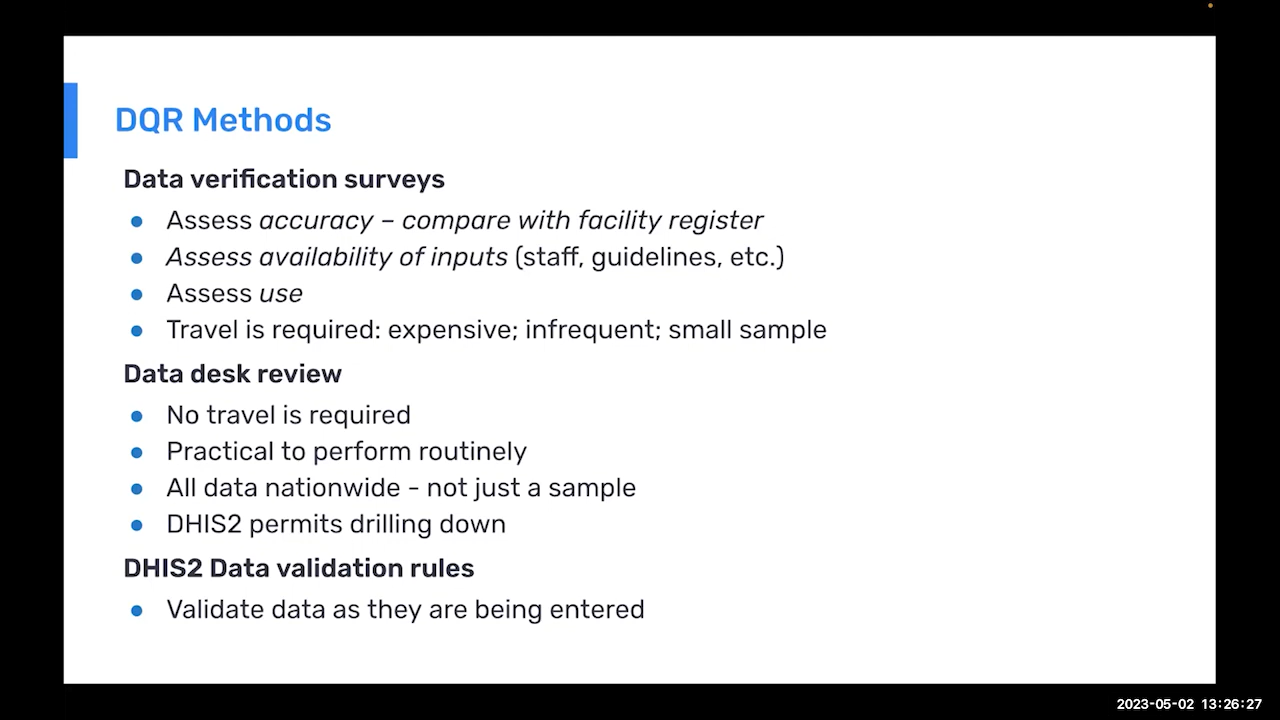 DQR Methods
Data verification surveys
● Assess accuracy – compare with facility register
● Assess availability of inputs (staff, guidelines, etc.)
● Assess use
● Travel is required: expensive; infrequent; small sample
Data desk review
● No travel is required
● Practical to perform routinely
● All data nationwide - not just a sample
● DHIS2 permits drilling down
DHIS2 Data validation rules
● Validate data as they are being entered
2023-05-02 13:26:27